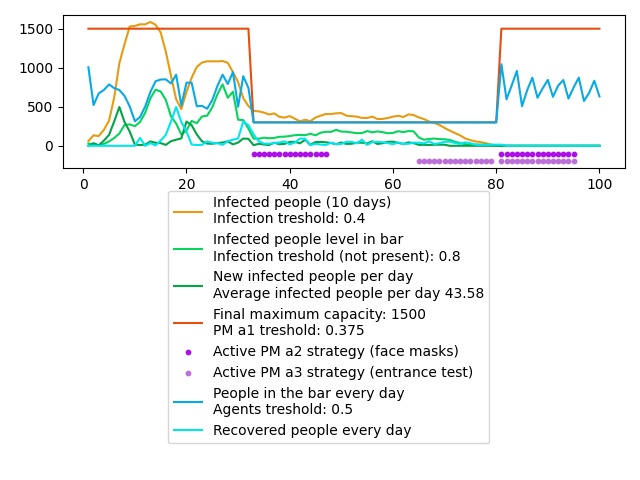 1500
1000
500
0
0 20 40 60 80 100
Infected people (10 days)
Infection treshold: 0.4
Infected people level in bar
Infection treshold (not present): 0.8
New infected people per day
Average infected people per day 43.58
Final maximum capacity: 1500
PM a1 treshold: 0.375
Active PM a2 strategy (face masks)
Active PM a3 strategy (entrance test)
People in the bar every day
Agents treshold: 0.5
Recovered people every day